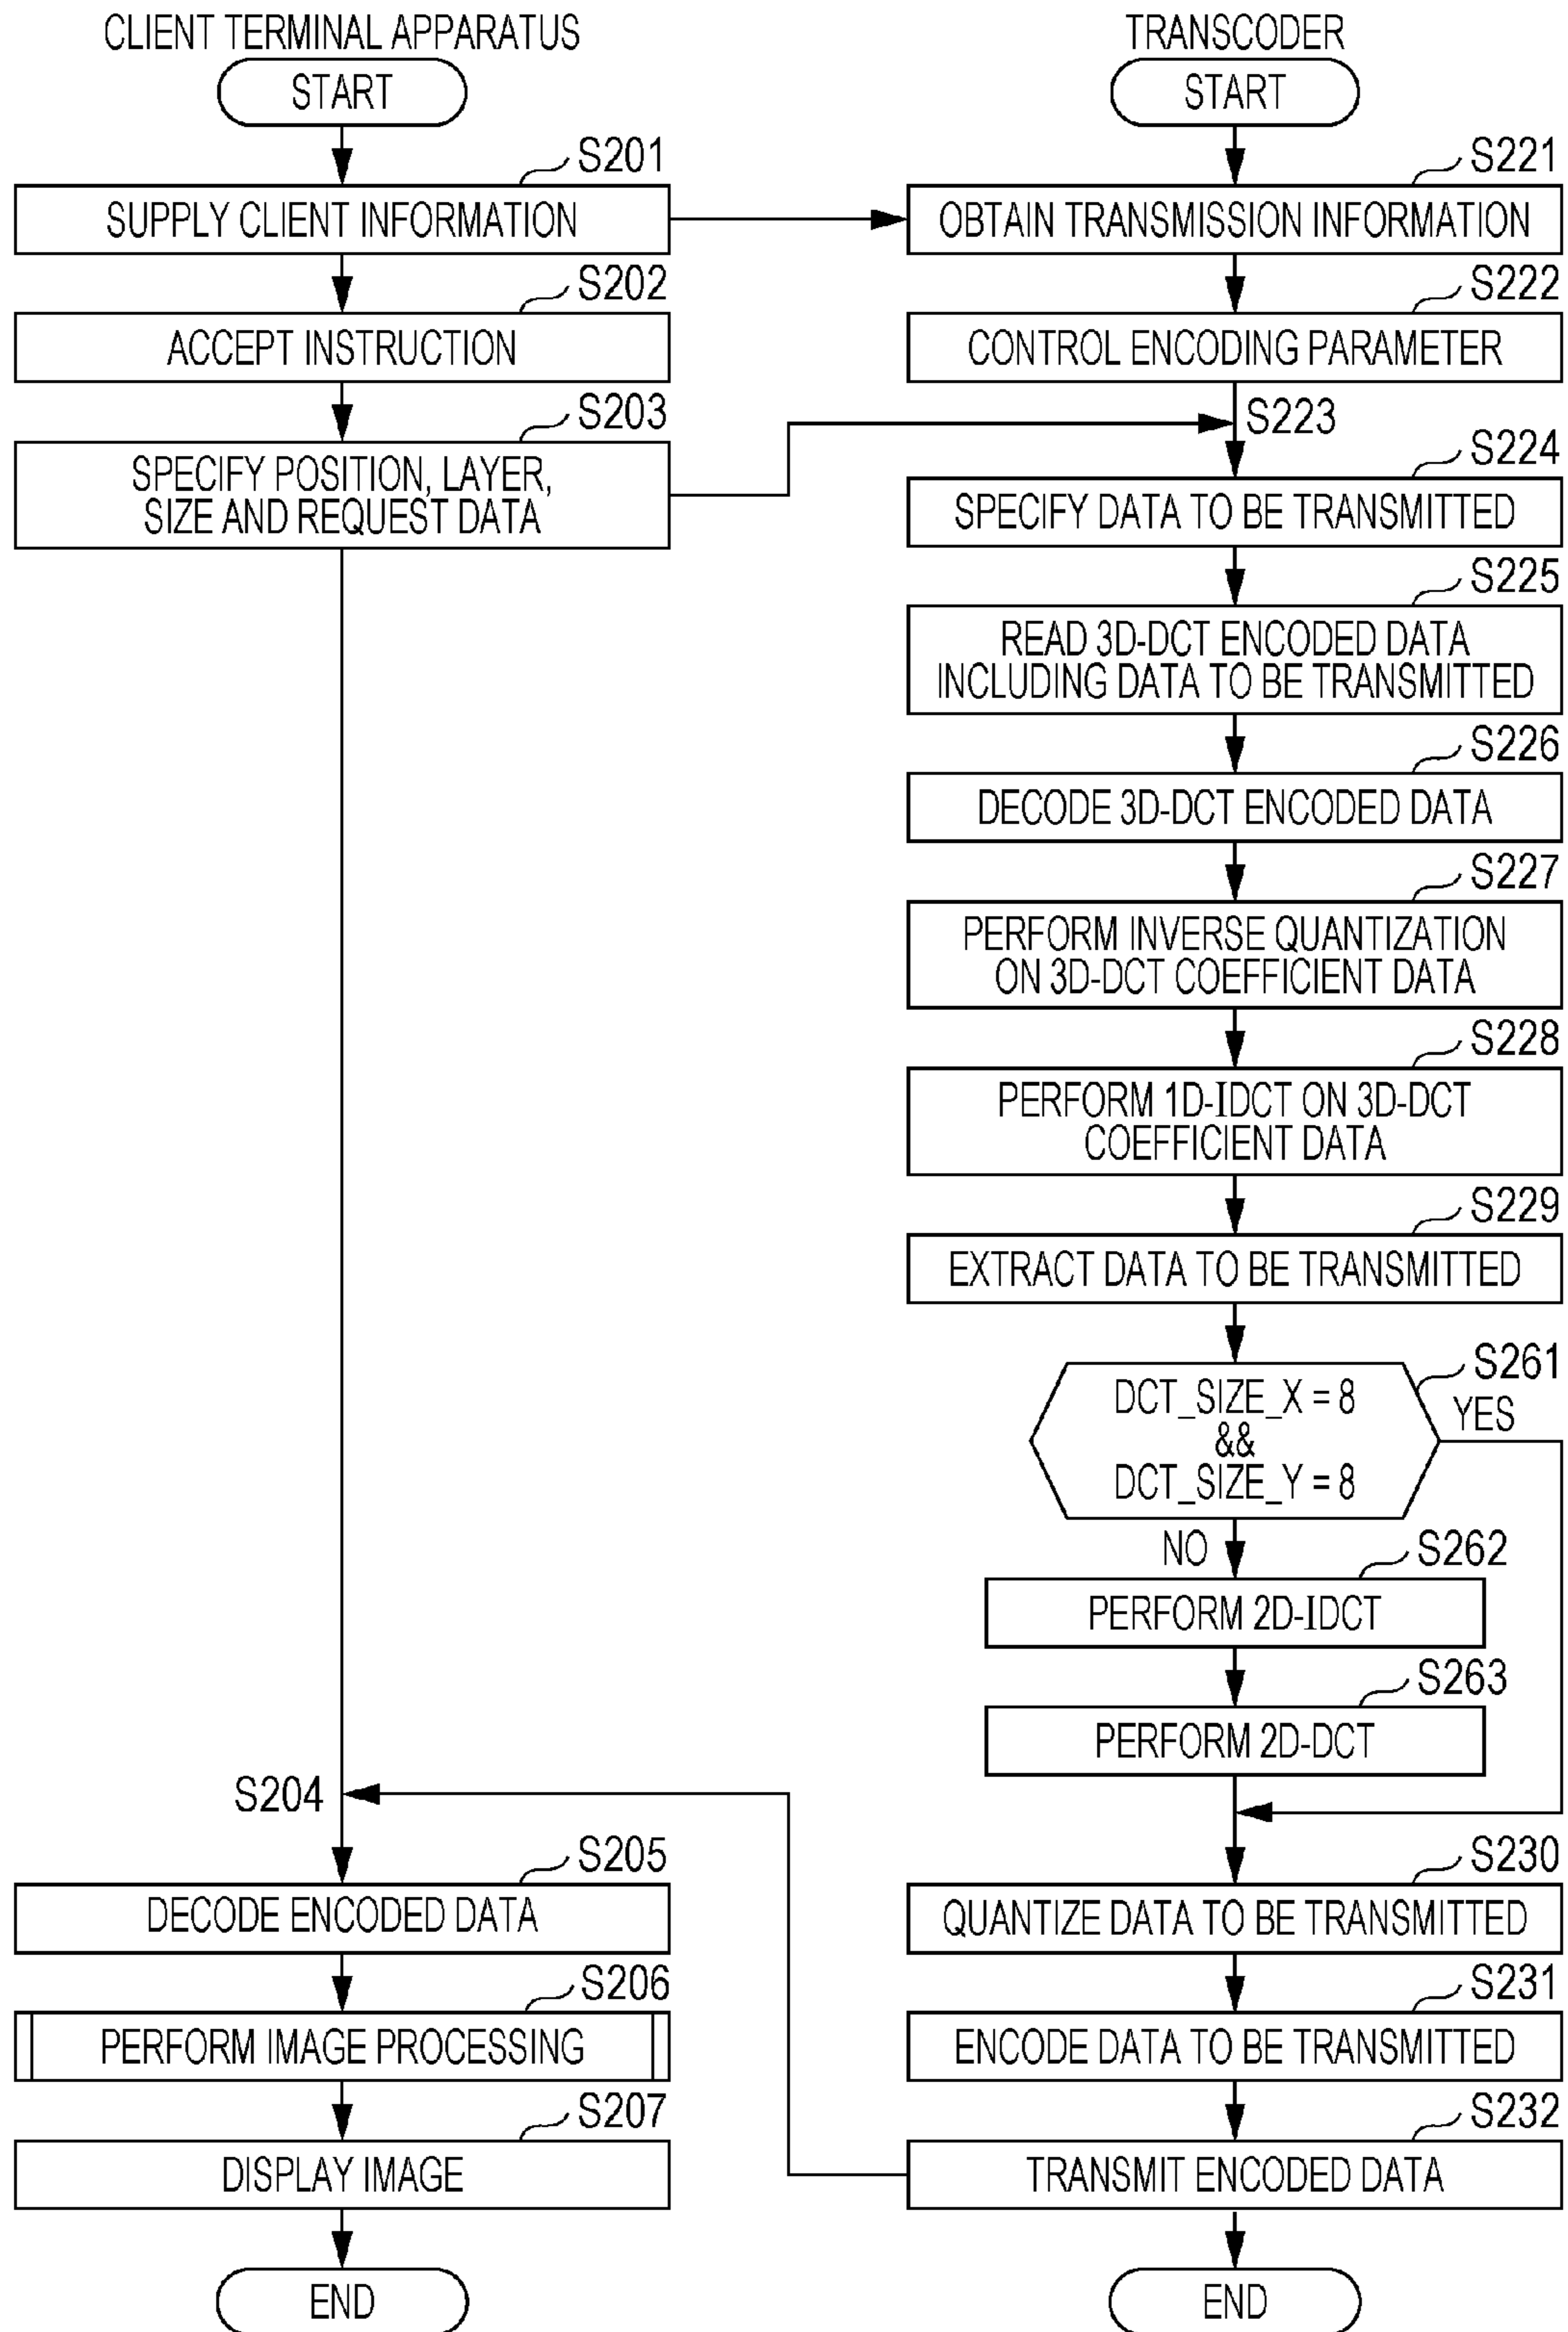 CLIENT TERMINAL APPARATUS
START
S201
SUPPLY CLIENT INFORMATION
S202
ACCEPT INSTRUCTION
S203
SPECIFY POSITION, LAYER,
SIZE AND REQUEST DATA
S204
S205
DECODE ENCODED DATA
S206
PERFORM IMAGE PROCESSING
S207
DISPLAY IMAGE
END
TRANSCODER
START
S221
OBTAIN TRANSMISSION INFORMATION
S222
CONTROL ENCODING PARAMETER
S223
S224
SPECIFY DATA TO BE TRANSMITTED
S225
READ 3D-DCT ENCODED DATA
INCLUDING DATA TO BE TRANSMITTED
S226
DECODE 3D-DCT ENCODED DATA
S227
PERFORM INVERSE QUANTIZATION
ON 3D-DCT COEFFICIENT DATA
S228
PERFORM 1D-IDCT ON 3D-DCT
COEFFICIENT DATA
S229
EXTRACT DATA TO BE TRANSMITTED
S261
DCT_SIZE_X = 8
&&
DCT_SIZE_Y = 8
YES
NO
S262
PERFORM 2D-IDCT
S263
PERFORM 2D-DCT
S230
QUANTIZE DATA TO BE TRANSMITTED
S231
ENCODE DATA TO BE TRANSMITTED
S232
TRANSMIT ENCODED DATA
END